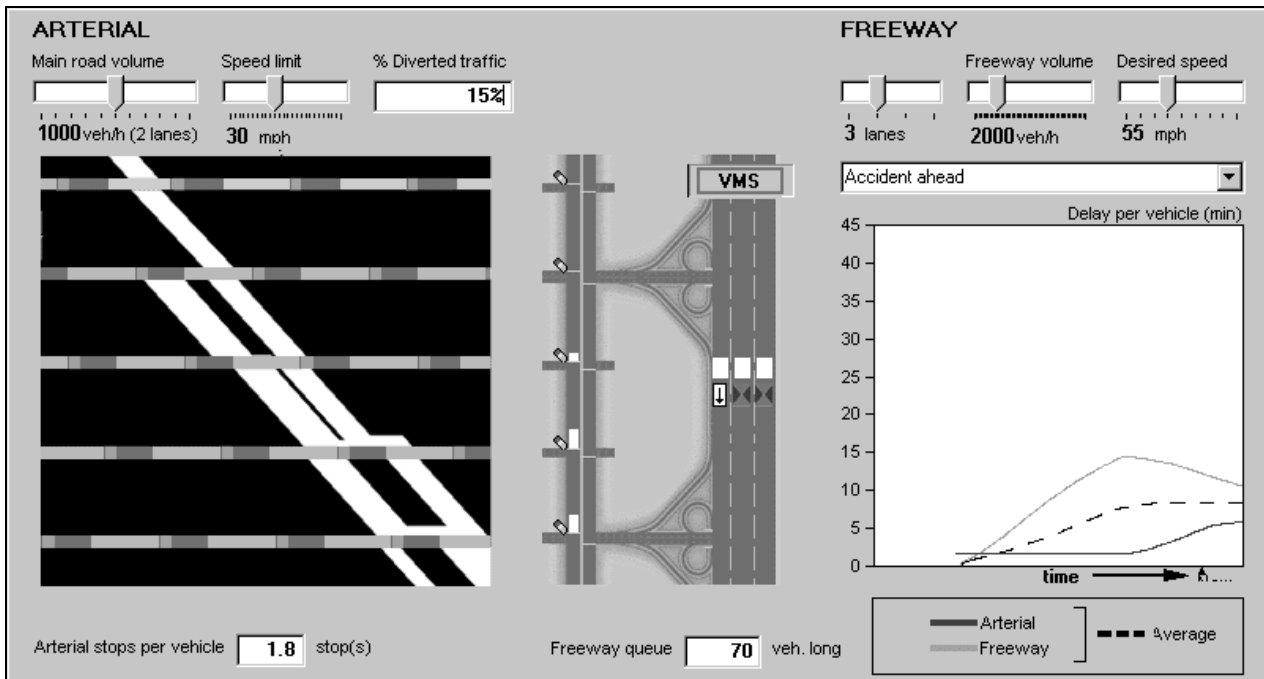 ARTERIAL
Main road volume
Speed limit
% Diverted traffic
15%
1000 veh/h (2 lanes)
30 mph
FREEWAY
Freeway volume
Desired speed
3 lanes
2000 veh/h
55 mph
VMS
Accident ahead
Delay per vehicle (min)
45
40
35
30
25
20
15
10
5
0
time
Arterial
Freeway
Average
Arterial stops per vehicle 1.8 stop(s)
Freeway queue 70 veh. long